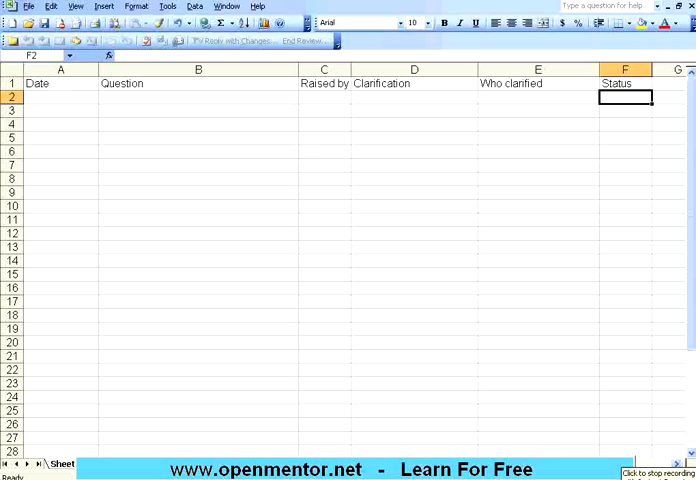 File Edit View Insert Format Tools Data Window Help Type a question for help
Arial 10 B I U $ %
Reply with Changes... End Review...
F2 fx
A B C D E F G
1 Date Question Raised by Clarification Who clarified Status
2
3
4
5
6
7
8
9
10
11
12
13
14
15
16
17
18
19
20
21
22
23
24
25
26
27
28
Sheet
www.openmentor.net - Learn For Free
Click to stop recording
Ready